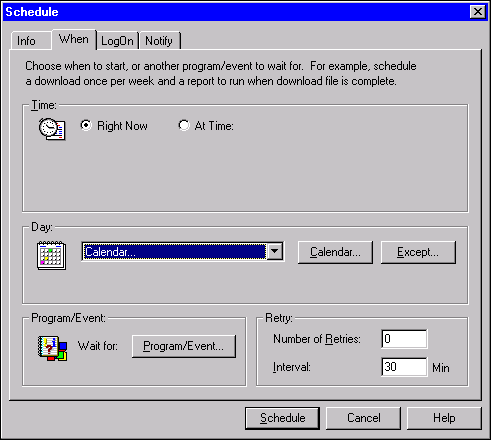 Schedule
Info When LogOn Notify
Choose when to start, or another program/event to wait for. For example, schedule
a download once per week and a report to run when download file is complete.
Time:
Right Now At Time:
Day:
Calendar... Calendar... Except...
Program/Event: Retry:
Number of Retries: 0
Wait for: Program/Event...
Interval: 30 Min
Schedule Cancel Help